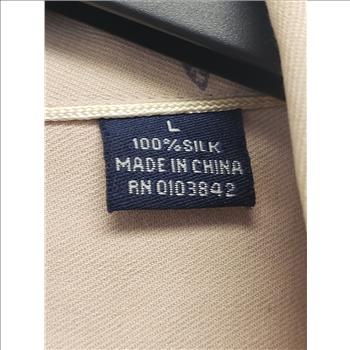 L
100% SILK
MADE IN CHINA
RN 0103842